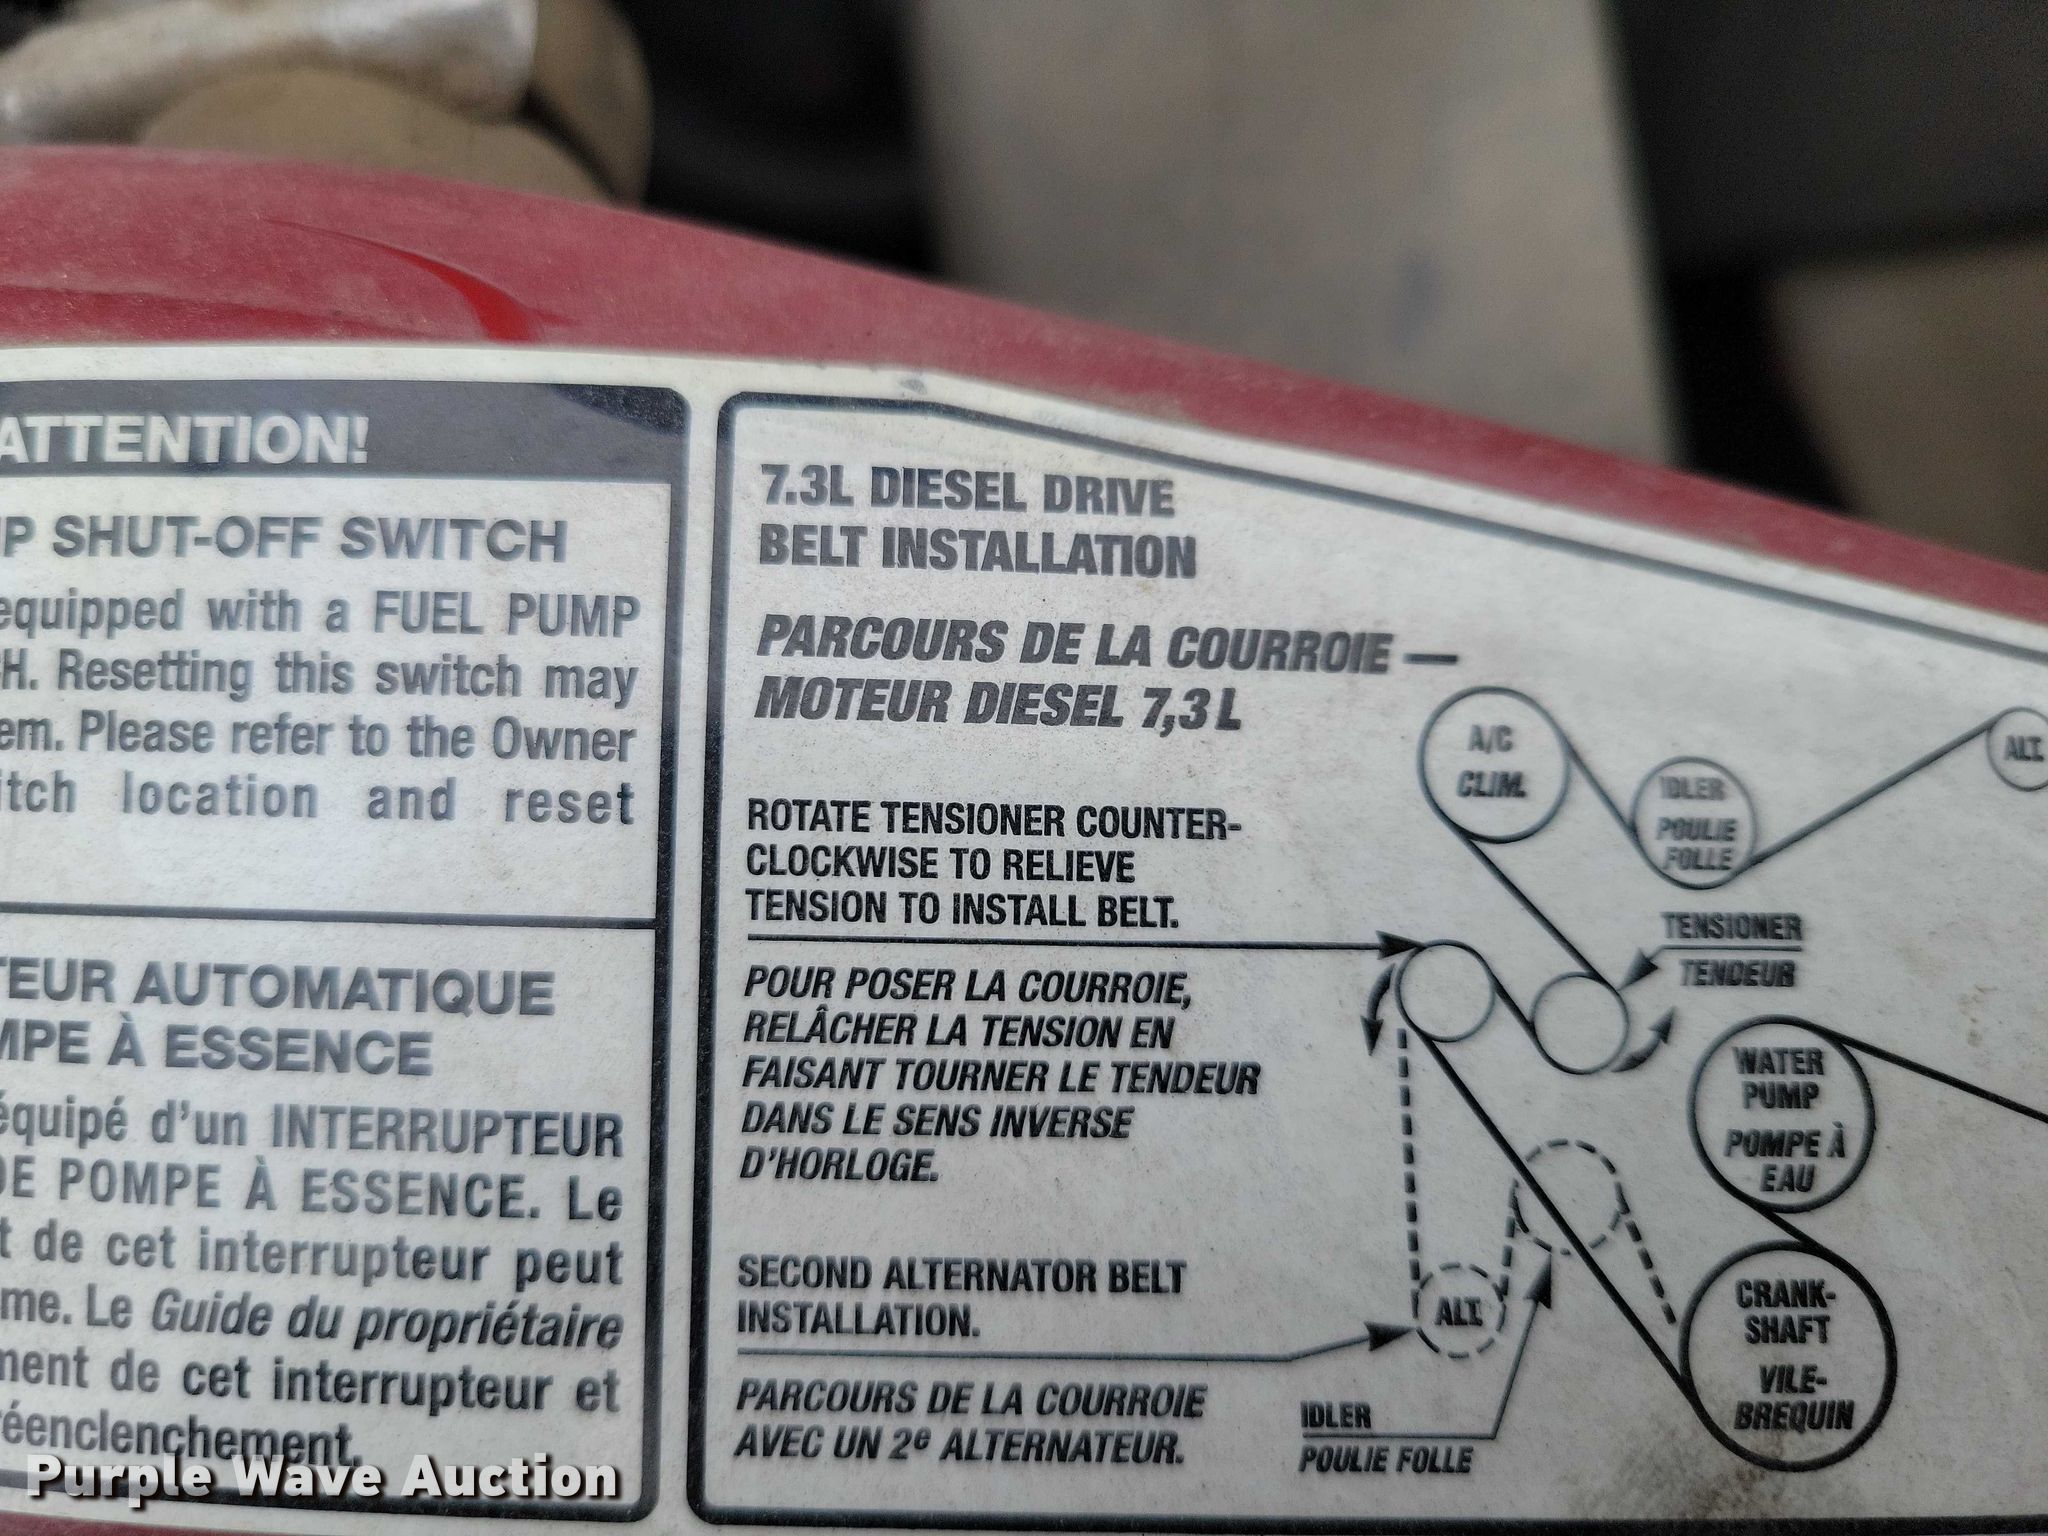 ATTENTION!
P SHUT-OFF SWITCH
equipped with a FUEL PUMP
H. Resetting this switch may
em. Please refer to the Owner
itch location and reset
TEUR AUTOMATIQUE
MPE À ESSENCE
équipé d'un INTERRUPTEUR
DE POMPE À ESSENCE. Le
t de cet interrupteur peut
me. Le Guide du propriétaire
ment de cet interrupteur et
réenclenchement.
7.3L DIESEL DRIVE
BELT INSTALLATION
PARCOURS DE LA COURROIE —
MOTEUR DIESEL 7,3 L
ROTATE TENSIONER COUNTER-
CLOCKWISE TO RELIEVE
TENSION TO INSTALL BELT.
POUR POSER LA COURROIE,
RELÂCHER LA TENSION EN
FAISANT TOURNER LE TENDEUR
DANS LE SENS INVERSE
D'HORLOGE.
SECOND ALTERNATOR BELT
INSTALLATION.
PARCOURS DE LA COURROIE
AVEC UN 2e ALTERNATEUR.
A/C
CLIM.
IDLER
POULIE
FOLLE
ALT.
TENSIONER
TENDEUR
WATER
PUMP
POMPE À
EAU
ALT.
CRANK-
SHAFT
VILE-
BREQUIN
IDLER
POULIE FOLLE
Purple Wave Auction